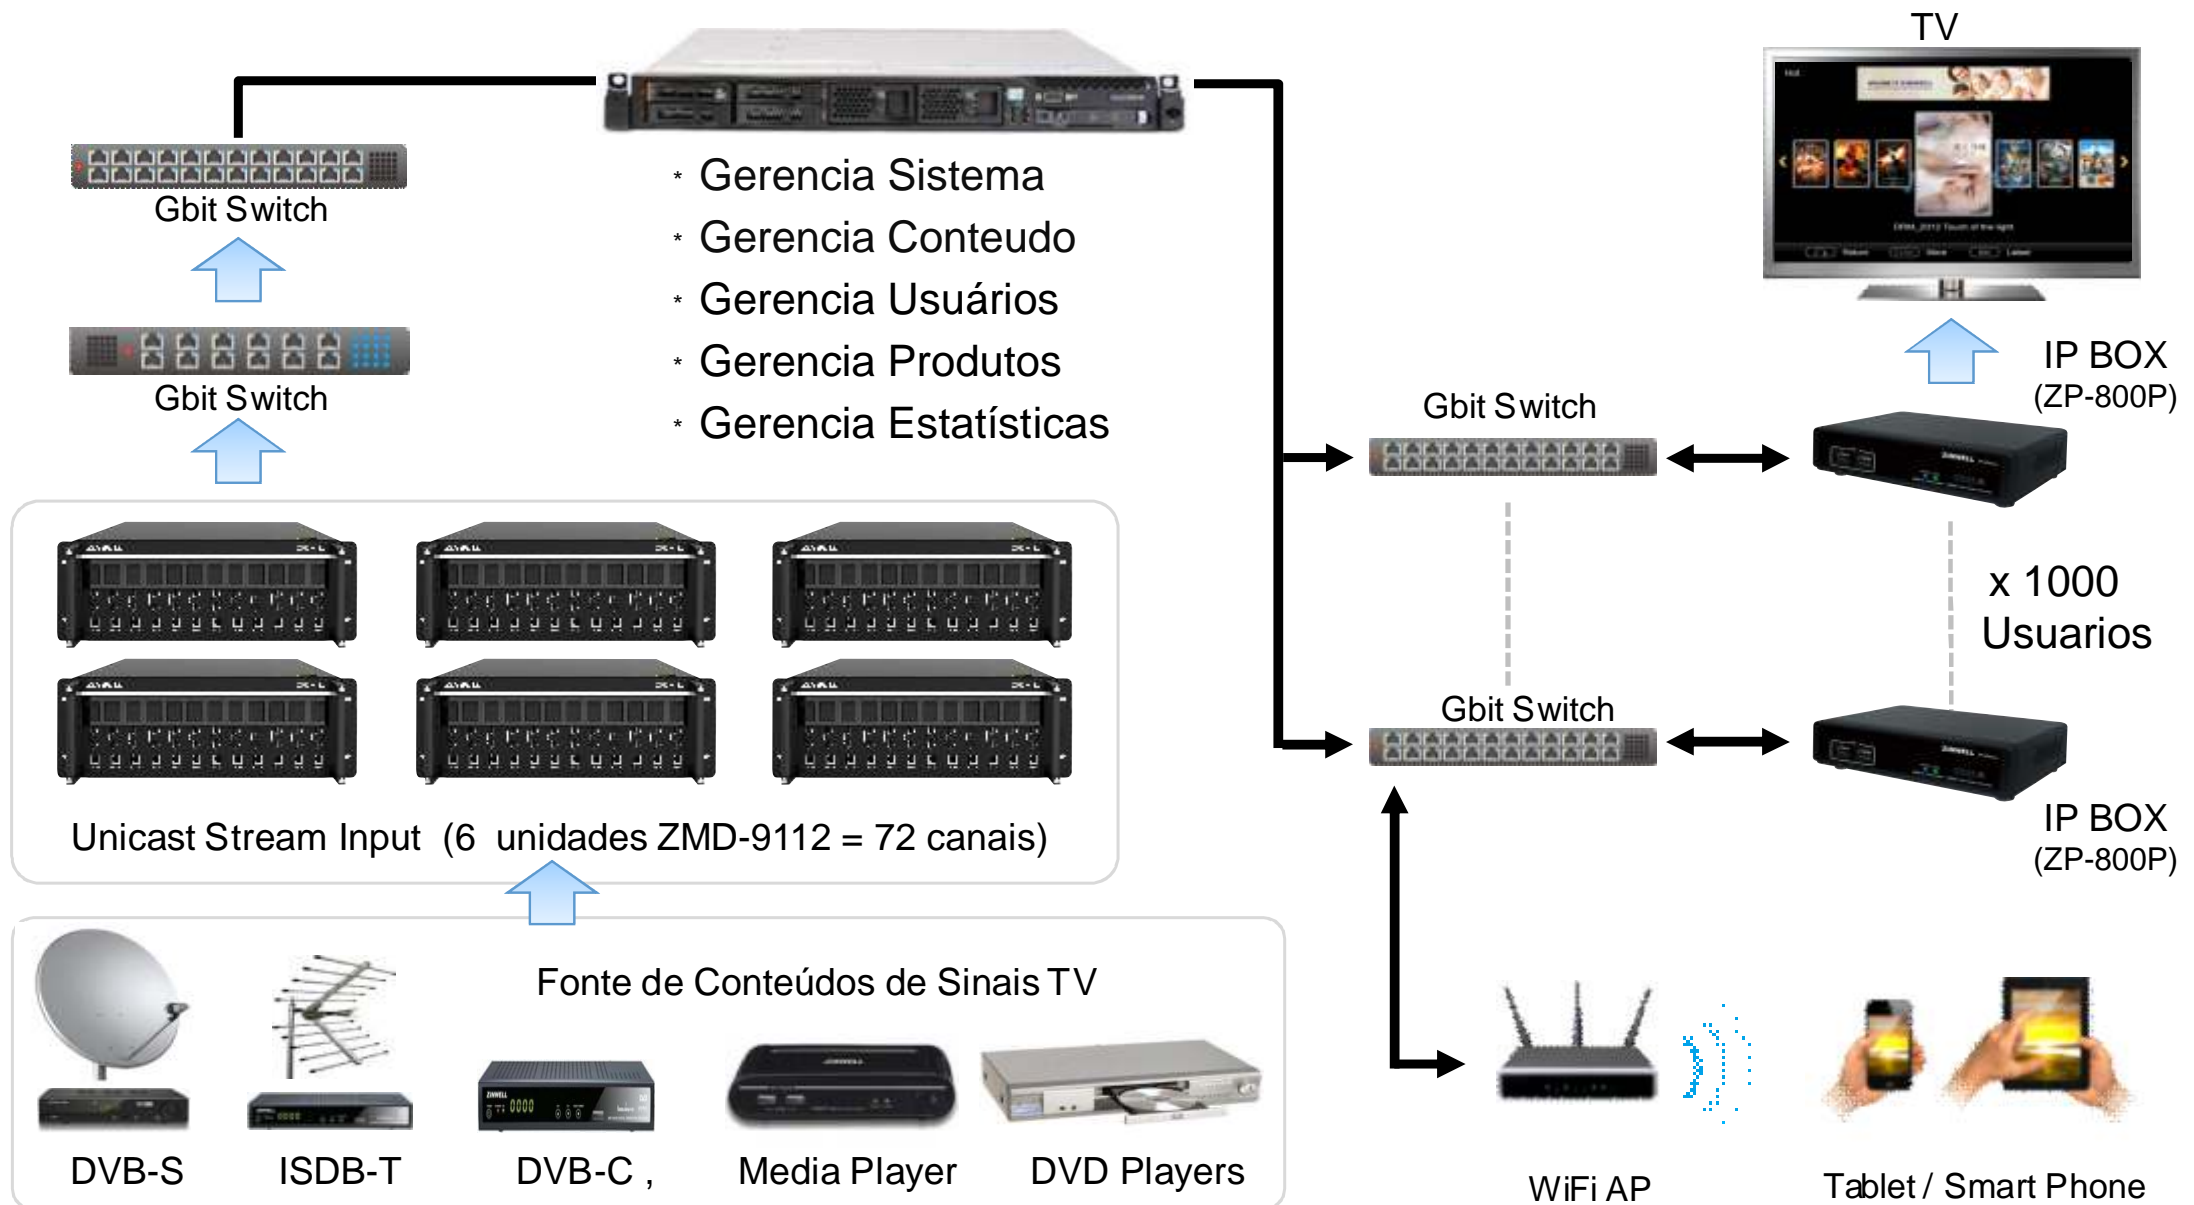 TV
Gbit Switch
* Gerencia Sistema
* Gerencia Conteudo
* Gerencia Usuários
* Gerencia Produtos
* Gerencia Estatísticas
Gbit Switch
IP BOX
(ZP-800P)
Gbit Switch
x 1000
Usuarios
Gbit Switch
IP BOX
(ZP-800P)
Unicast Stream Input (6 unidades ZMD-9112 = 72 canais)
Fonte de Conteúdos de Sinais TV
ZINWELL
DVB-S
ISDB-T
DVB-C ,
Media Player
DVD Players
WiFi AP
Tablet / Smart Phone